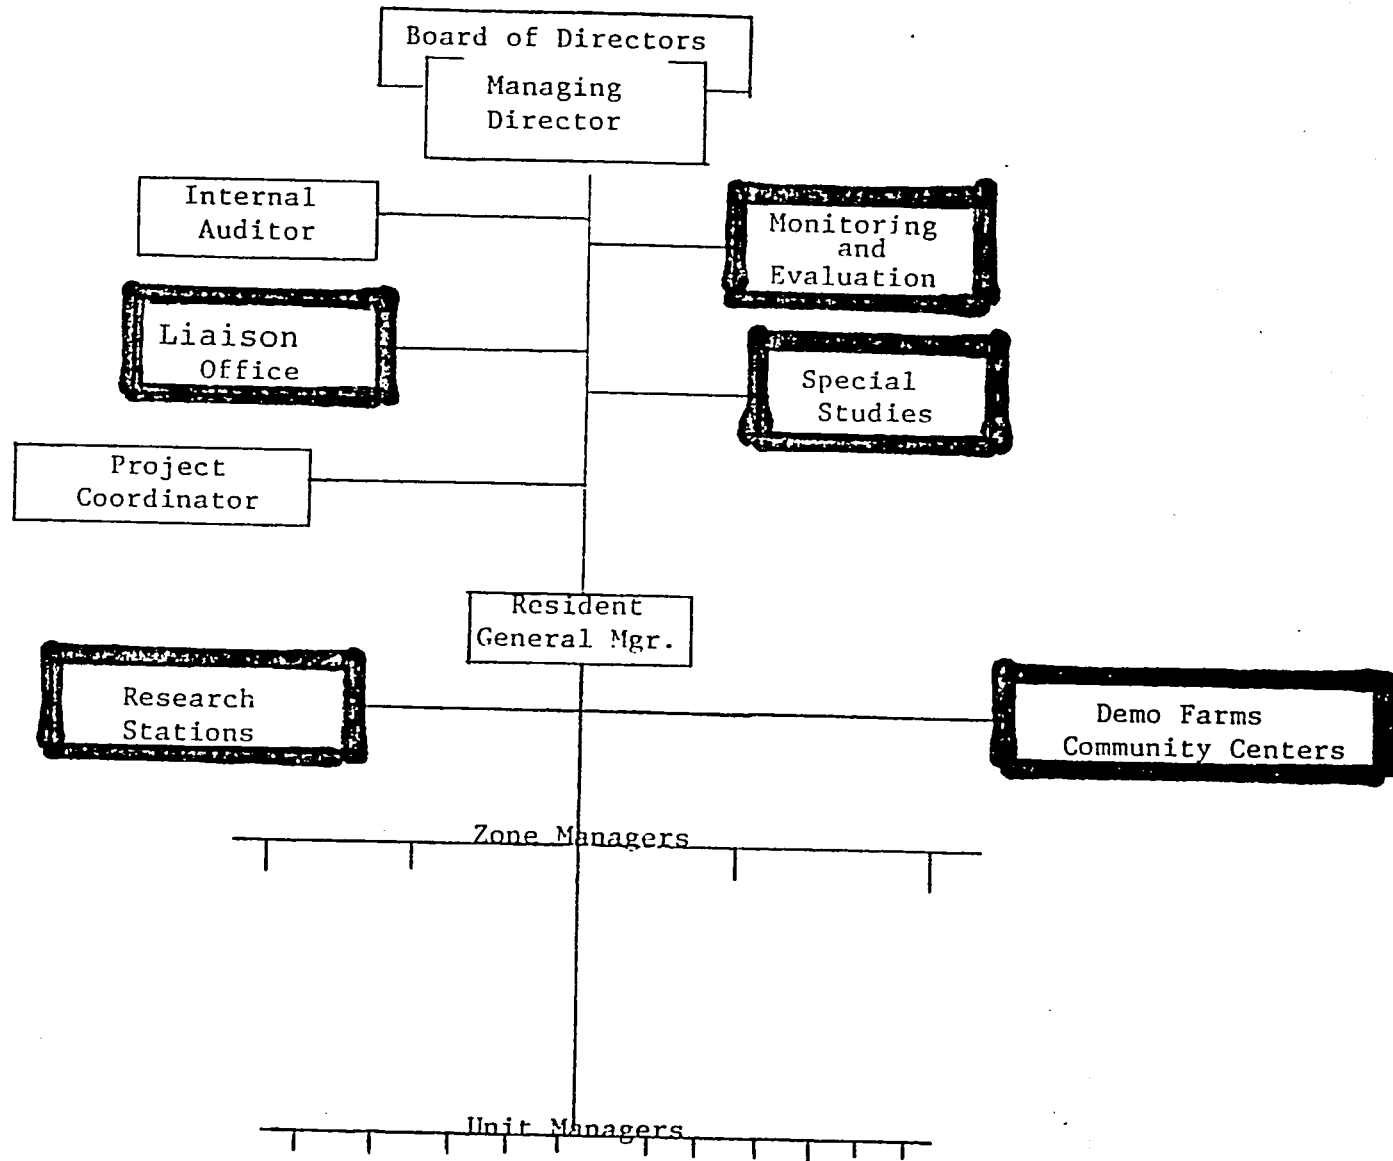 Board of Directors
Managing
Director
Internal
Auditor
Monitoring
and
Evaluation
Liaison
Office
Special
Studies
Project
Coordinator
Resident
General Mgr.
Research
Stations
Demo Farms
Community Centers
Zone Managers
Unit Managers